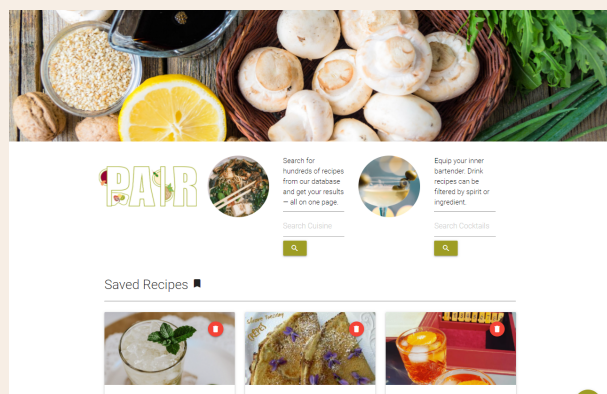 PAIR
Search for
hundreds of recipes
from our database
and get your results
— all on one page.
Search Cuisine
Equip your inner
bartender. Drink
recipes can be
filtered by spirit or
ingredient.
Search Cocktails
Saved Recipes